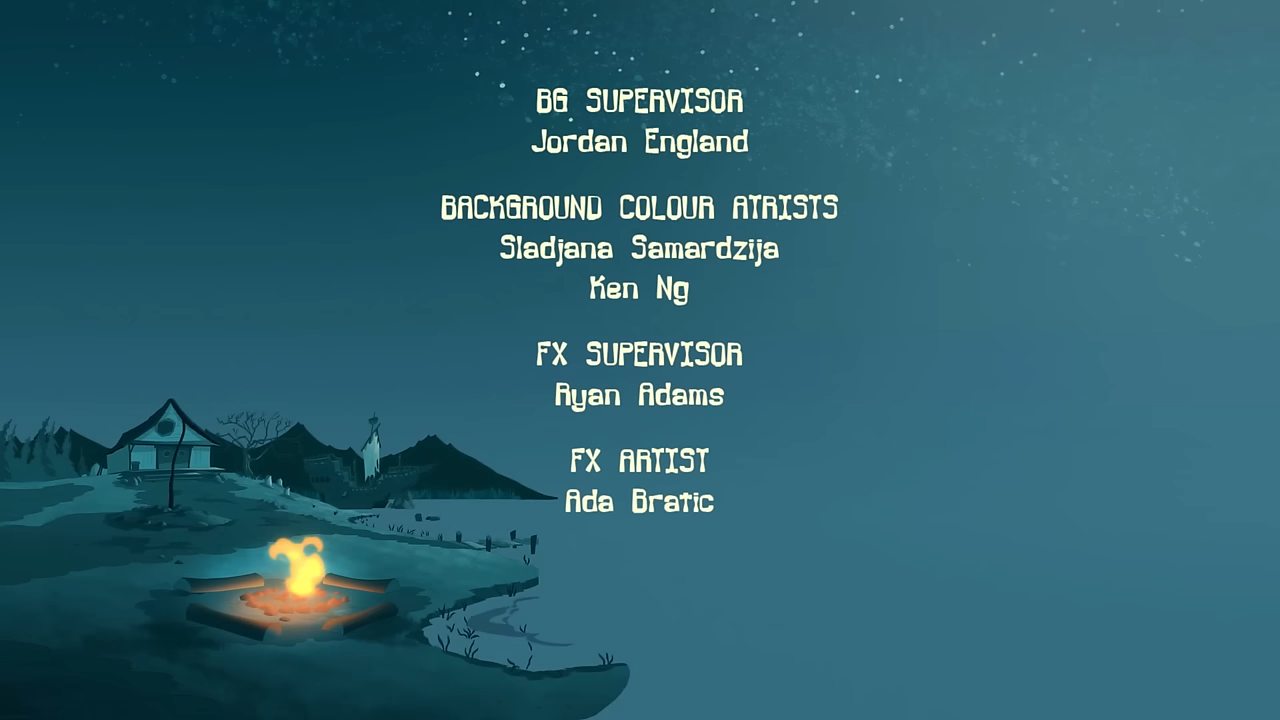 BG SUPERVISOR
Jordan England
BACKGROUND COLOUR ATRISTS
Sladjana Samardzija
Ken Ng
FX SUPERVISOR
Ryan Adams
FX ARTIST
Ada Bratic